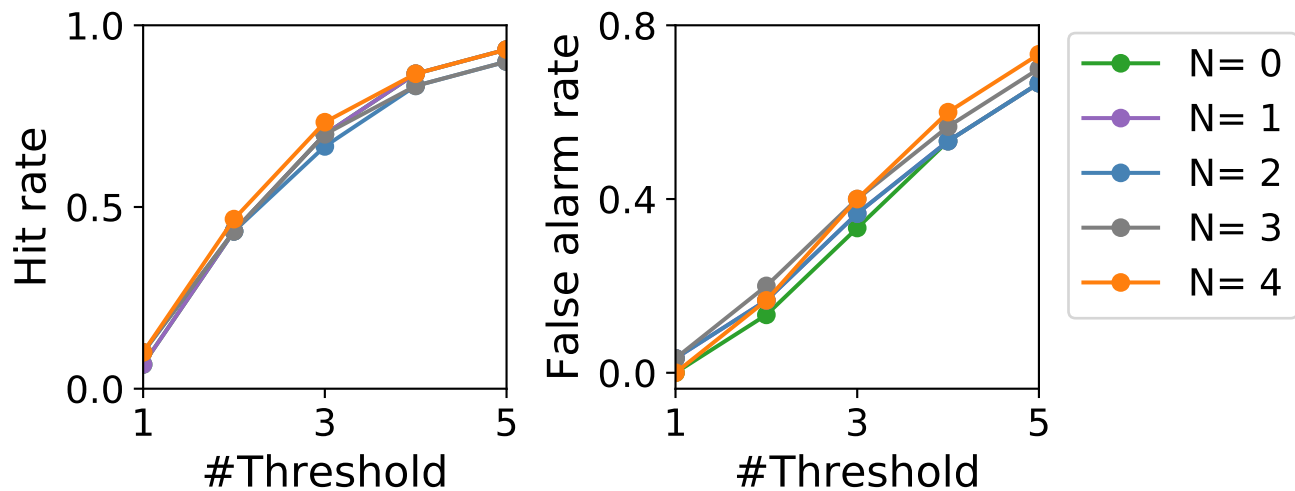 Hit rate
1.0
0.5
0.0
1 3 5
#Threshold
False alarm rate
0.8
0.4
0.0
1 3 5
#Threshold
N= 0
N= 1
N= 2
N= 3
N= 4